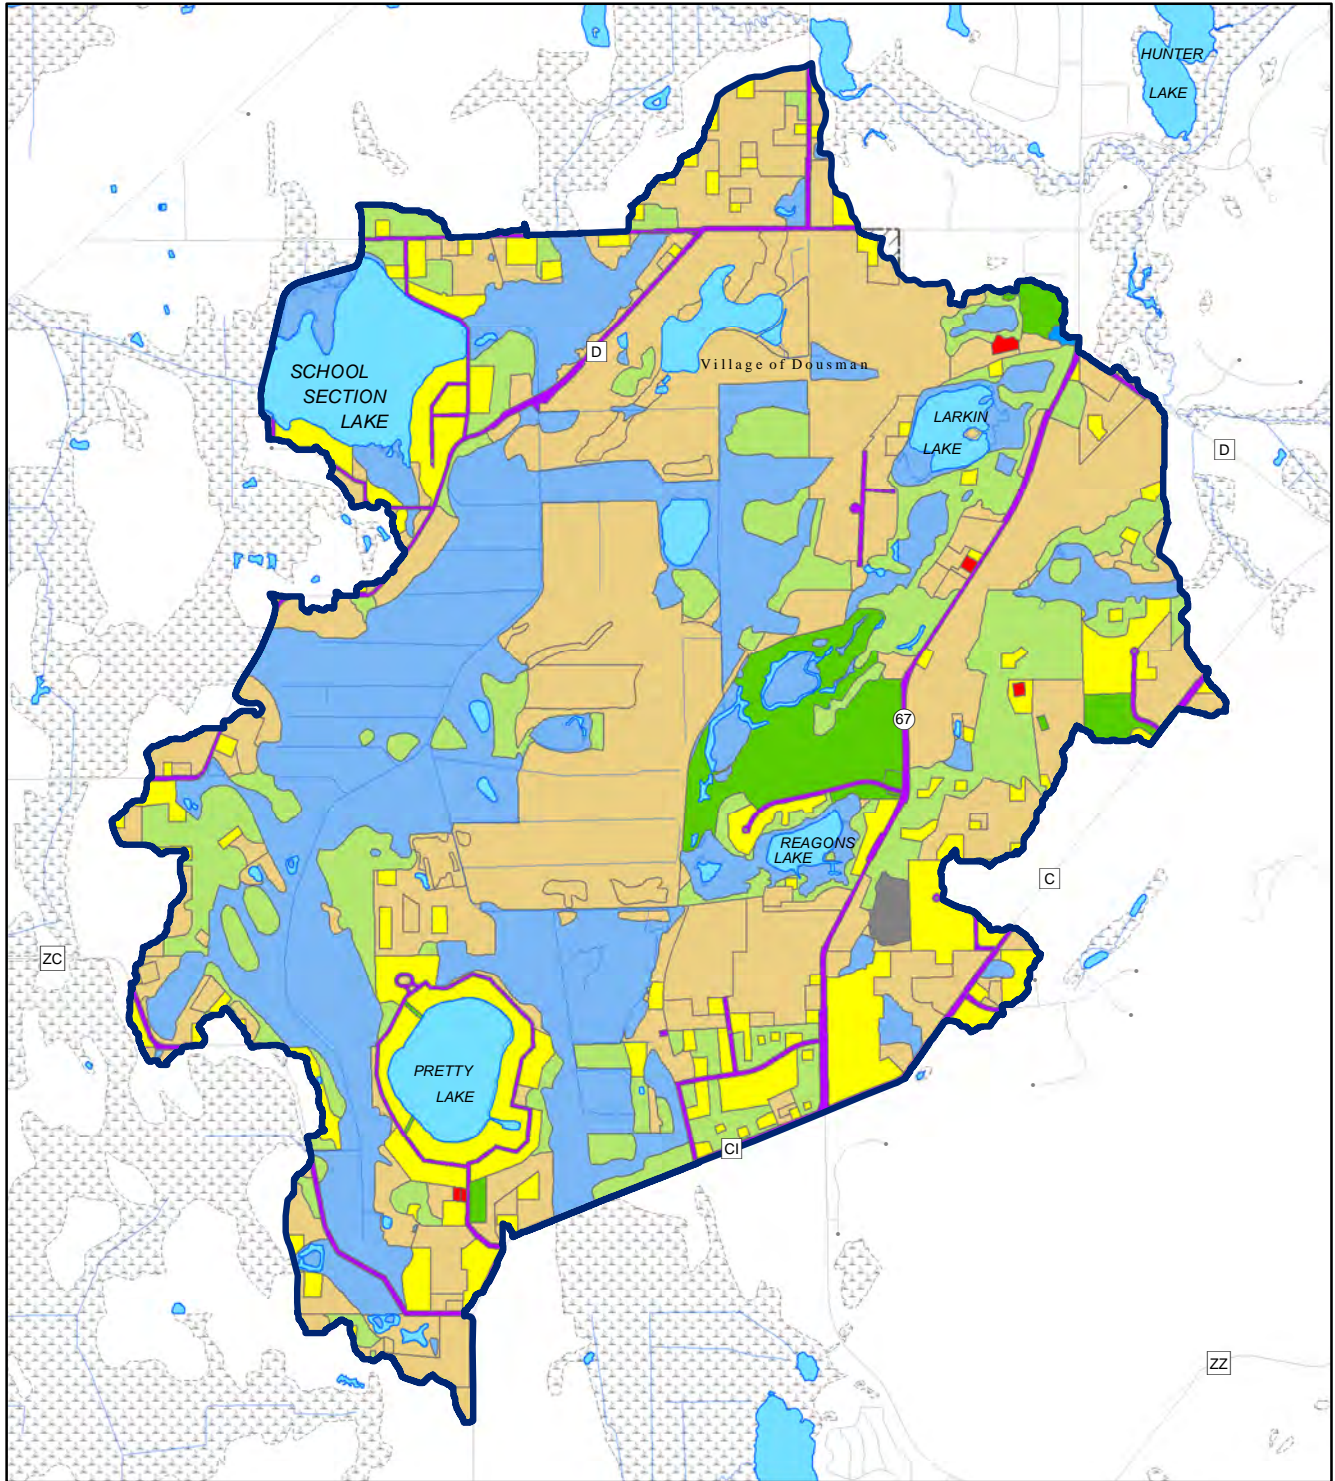 HUNTER
LAKE
D
Village of Dousman
SCHOOL
SECTION
LAKE
LARKIN
LAKE
D
67
REAGONS
LAKE
C
ZC
PRETTY
LAKE
CI
ZZ